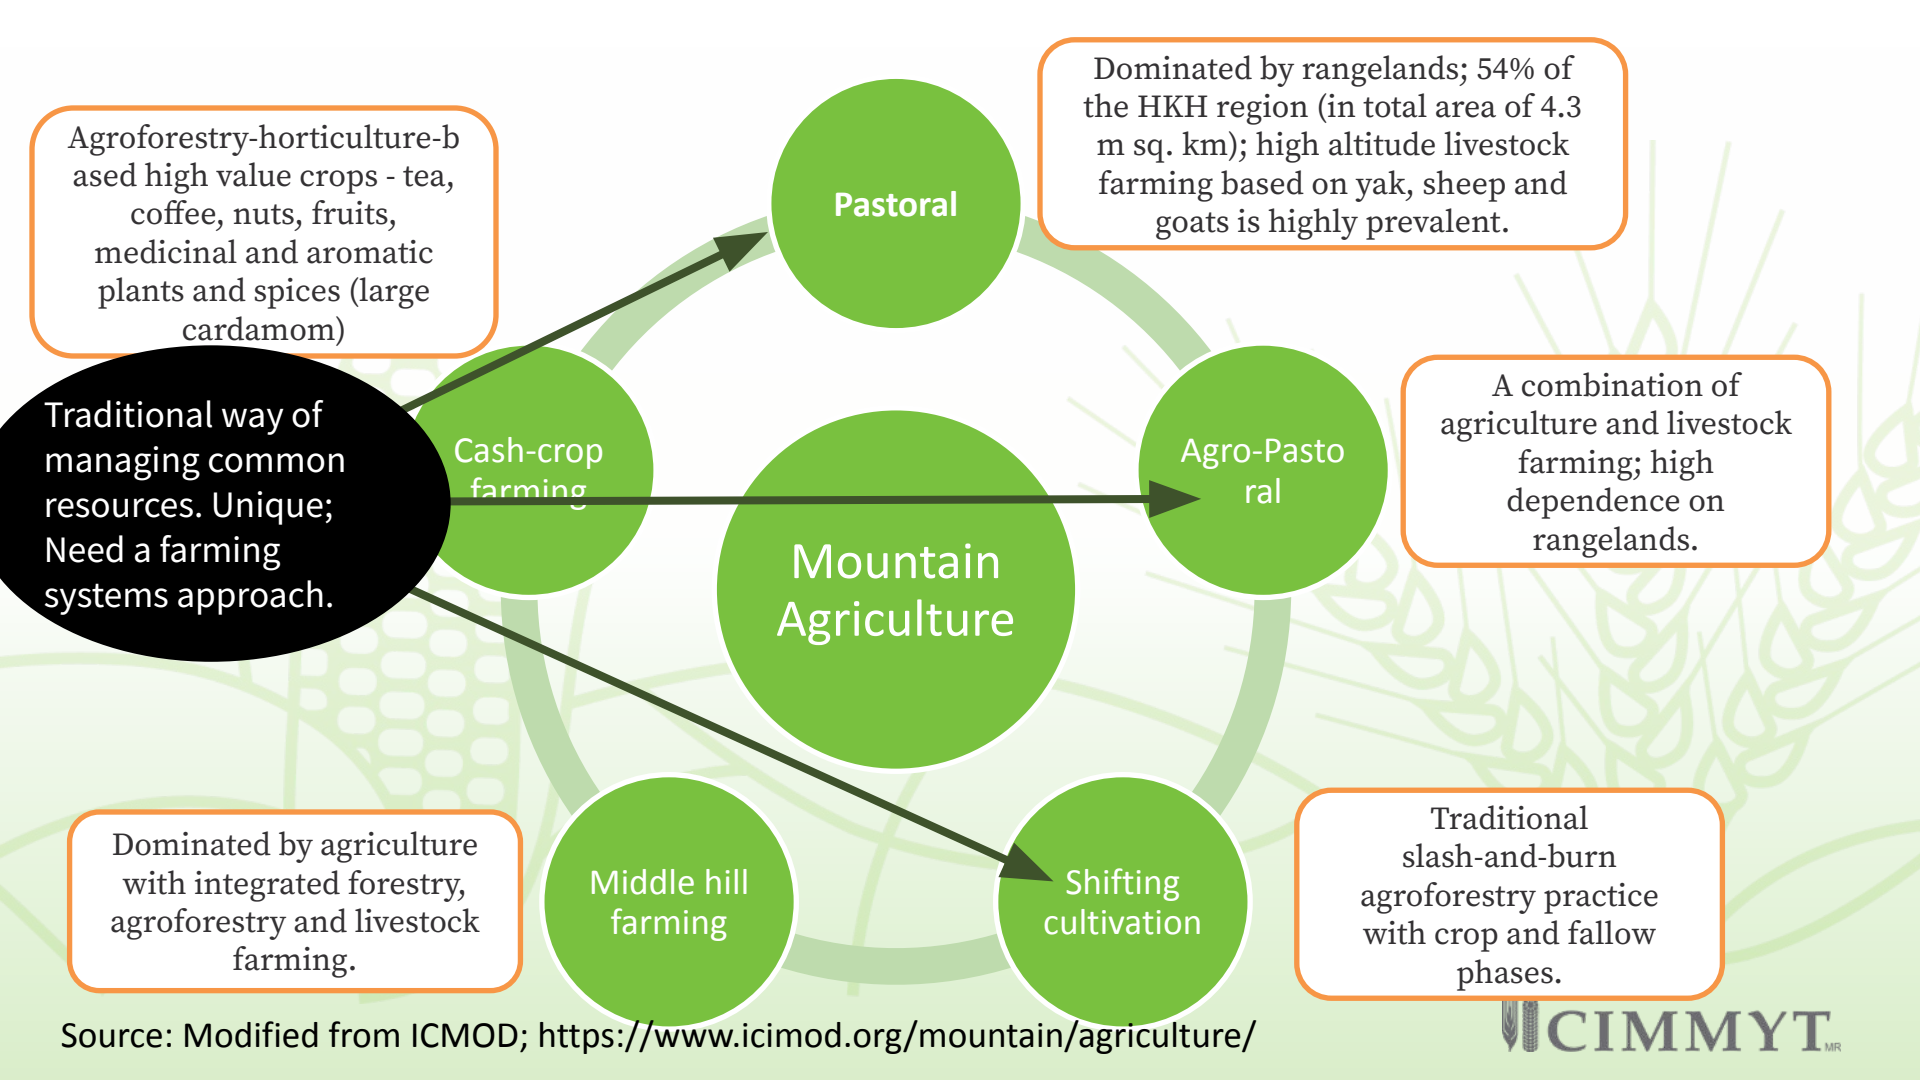 Dominated by rangelands; 54% of
the HKH region (in total area of 4.3
m sq. km); high altitude livestock
farming based on yak, sheep and
goats is highly prevalent.
Agroforestry-horticulture-b
ased high value crops - tea,
coffee, nuts, fruits,
medicinal and aromatic
plants and spices (large
cardamom)
Pastoral
Traditional way of
managing common
resources. Unique;
Need a farming
systems approach.
Cash-crop
farming
Mountain
Agriculture
Agro-Pasto
ral
A combination of
agriculture and livestock
farming; high
dependence on
rangelands.
Dominated by agriculture
with integrated forestry,
agroforestry and livestock
farming.
Middle hill
farming
Shifting
cultivation
Traditional
slash-and-burn
agroforestry practice
with crop and fallow
phases.
Source: Modified from ICMOD; https://www.icimod.org/mountain/agriculture/
CIMMYT
MR